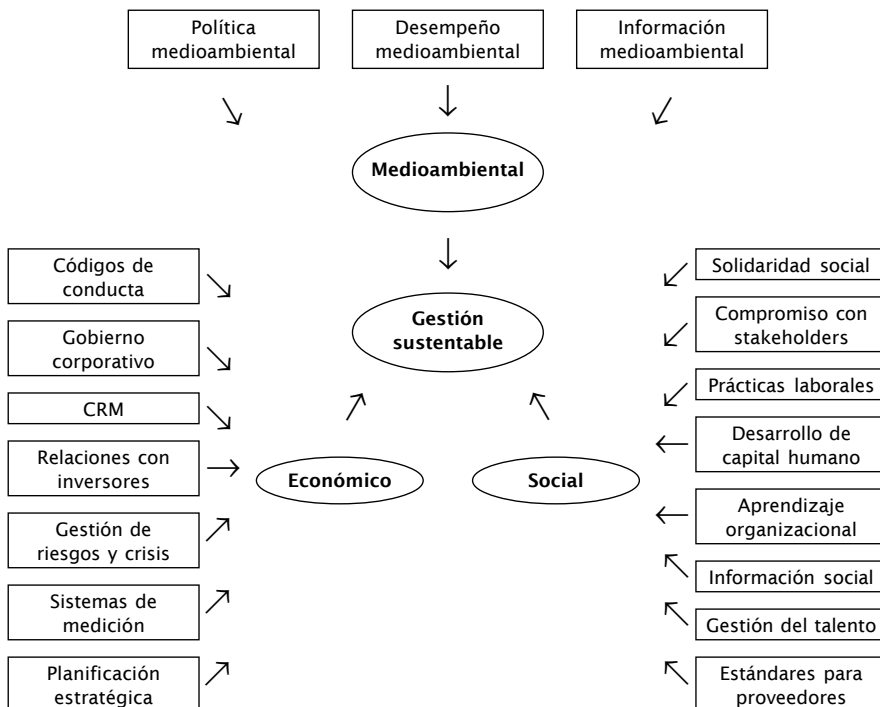 Política
medioambiental
Desempeño
medioambiental
Información
medioambiental
Medioambiental
Códigos de
conducta
Gobierno
corporativo
CRM
Relaciones con
inversores
Gestión de
riesgos y crisis
Sistemas de
medición
Planificación
estratégica
Gestión
sustentable
Económico
Social
Solidaridad social
Compromiso con
stakeholders
Prácticas laborales
Desarrollo de
capital humano
Aprendizaje
organizacional
Información social
Gestión del talento
Estándares para
proveedores